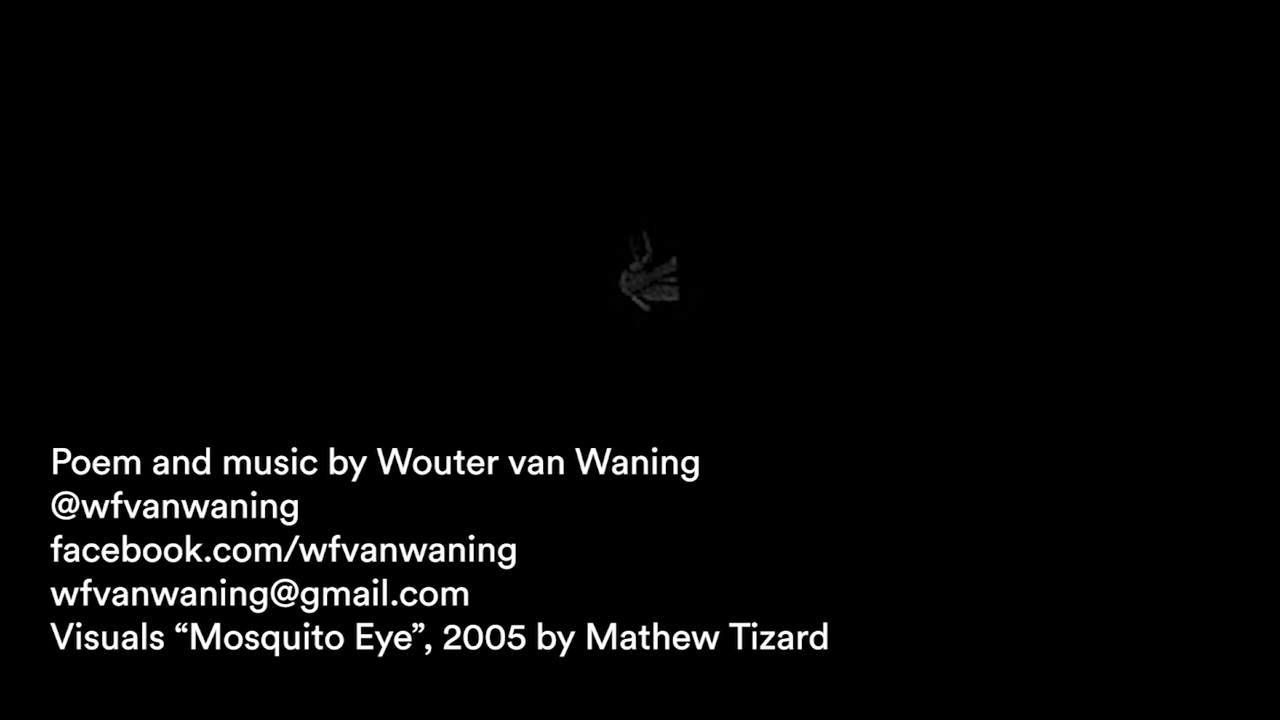 Poem and music by Wouter van Waning
@wfvanwaning
facebook.com/wfvanwaning
wfvanwaning@gmail.com
Visuals “Mosquito Eye”, 2005 by Mathew Tizard